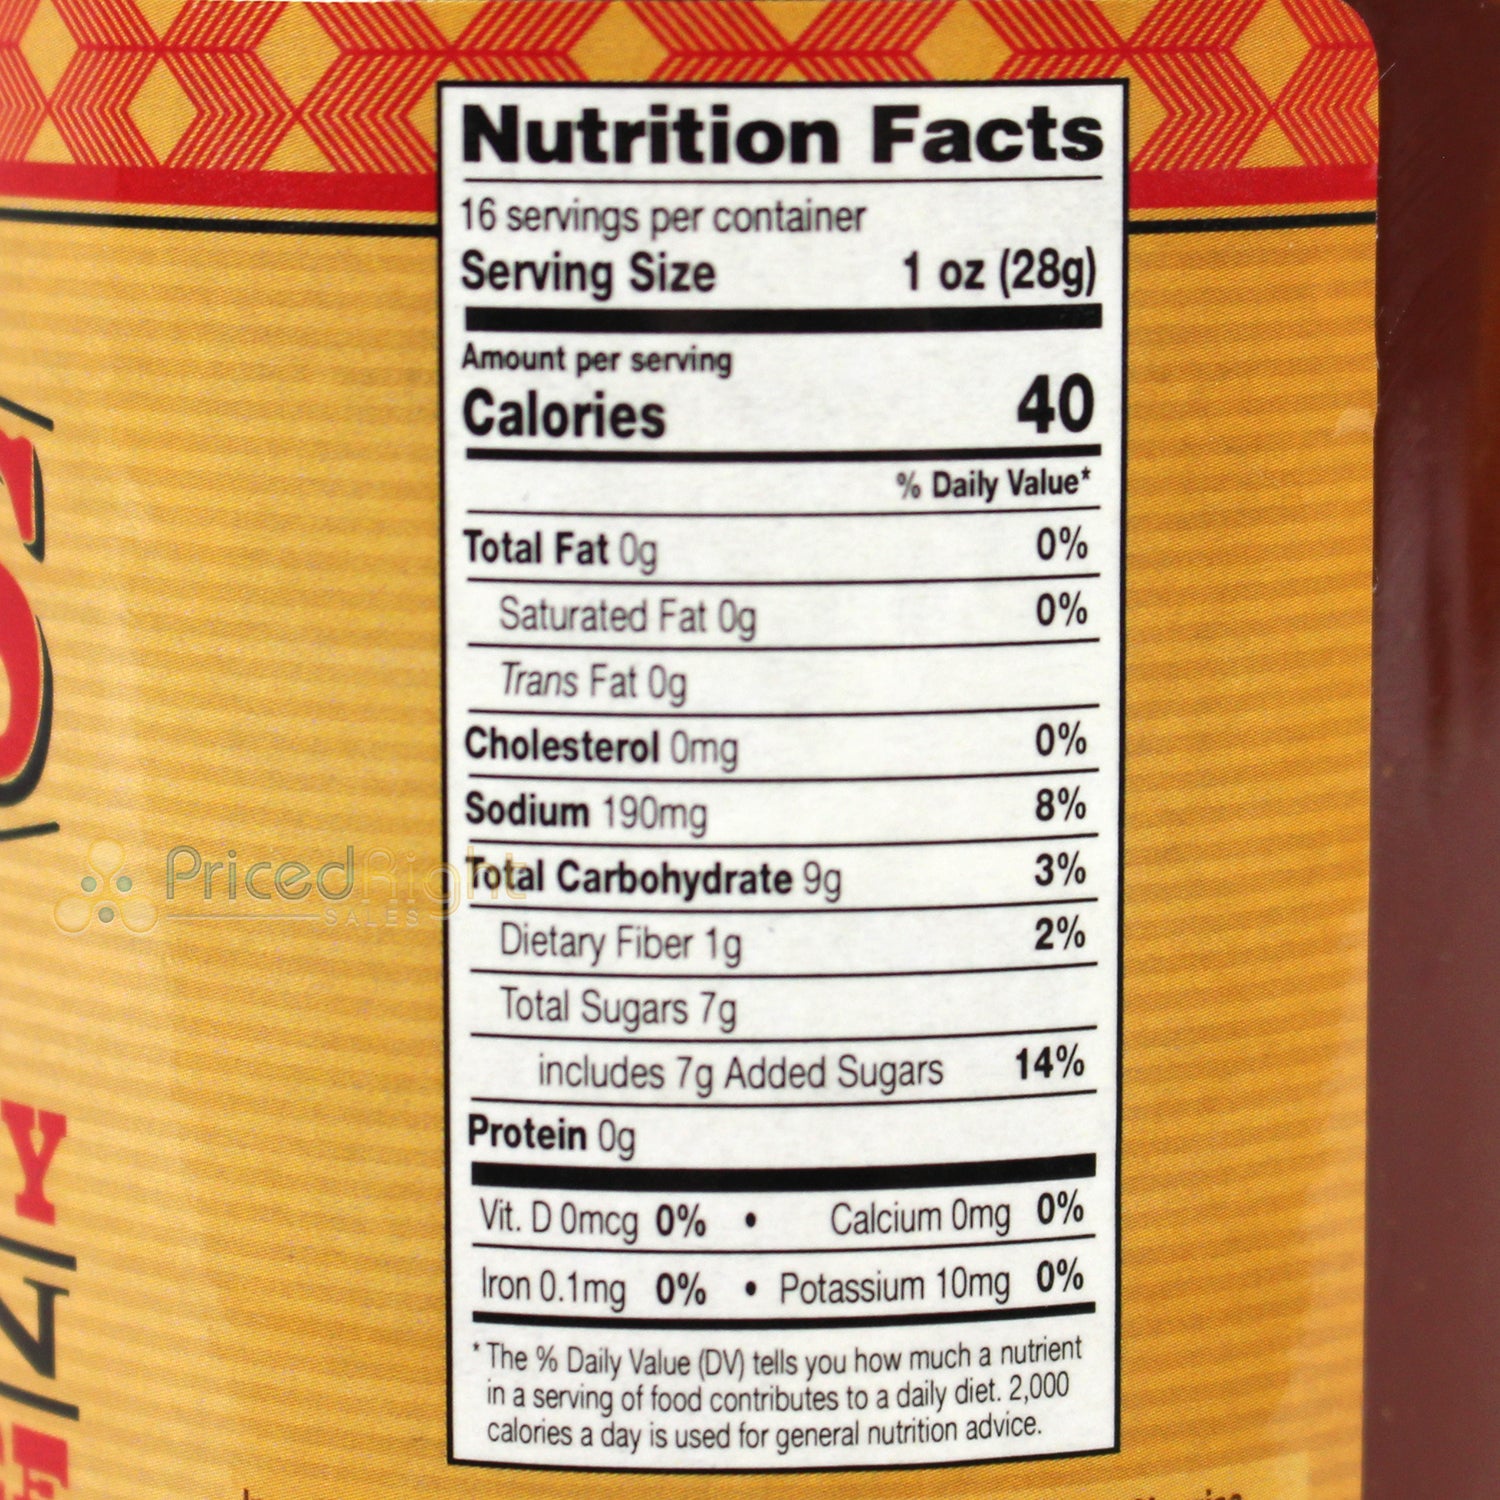 Nutrition Facts
16 servings per container
Serving Size 1 oz (28g)
Amount per serving
Calories 40
% Daily Value*
Total Fat 0g 0%
Saturated Fat 0g 0%
Trans Fat 0g
Cholesterol 0mg 0%
Sodium 190mg 8%
Total Carbohydrate 9g 3%
Dietary Fiber 1g 2%
Total Sugars 7g
includes 7g Added Sugars 14%
Protein 0g
Vit. D 0mcg 0% • Calcium 0mg 0%
Iron 0.1mg 0% • Potassium 10mg 0%
* The % Daily Value (DV) tells you how much a nutrient
in a serving of food contributes to a daily diet. 2,000
calories a day is used for general nutrition advice.
PricedRight
SALES
Y